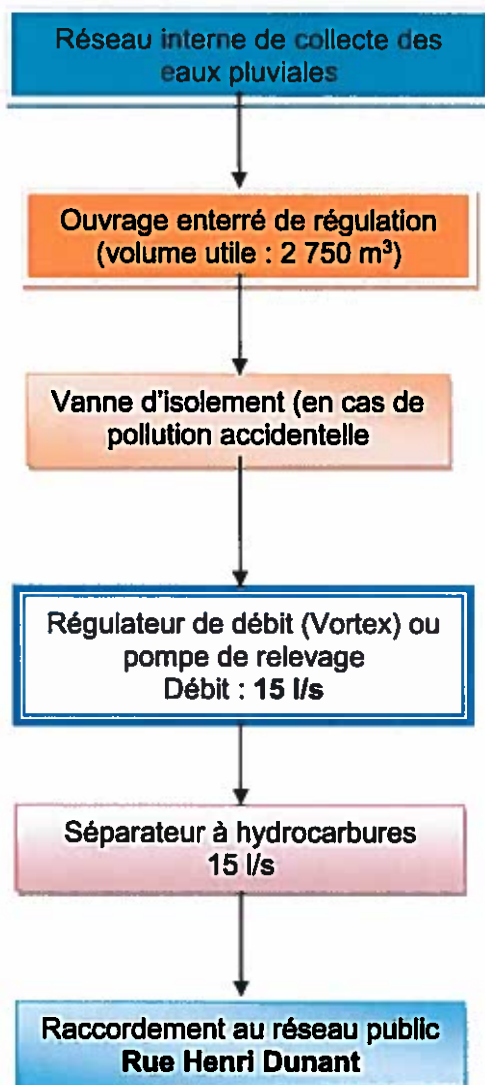 Réseau interne de collecte des
eaux pluviales
Ouvrage enterré de régulation
(volume utile : 2 750 m³)
Vanne d'isolement (en cas de
pollution accidentelle
Régulateur de débit (Vortex) ou
pompe de relevage
Débit : 15 l/s
Séparateur à hydrocarbures
15 l/s
Raccordement au réseau public
Rue Henri Dunant